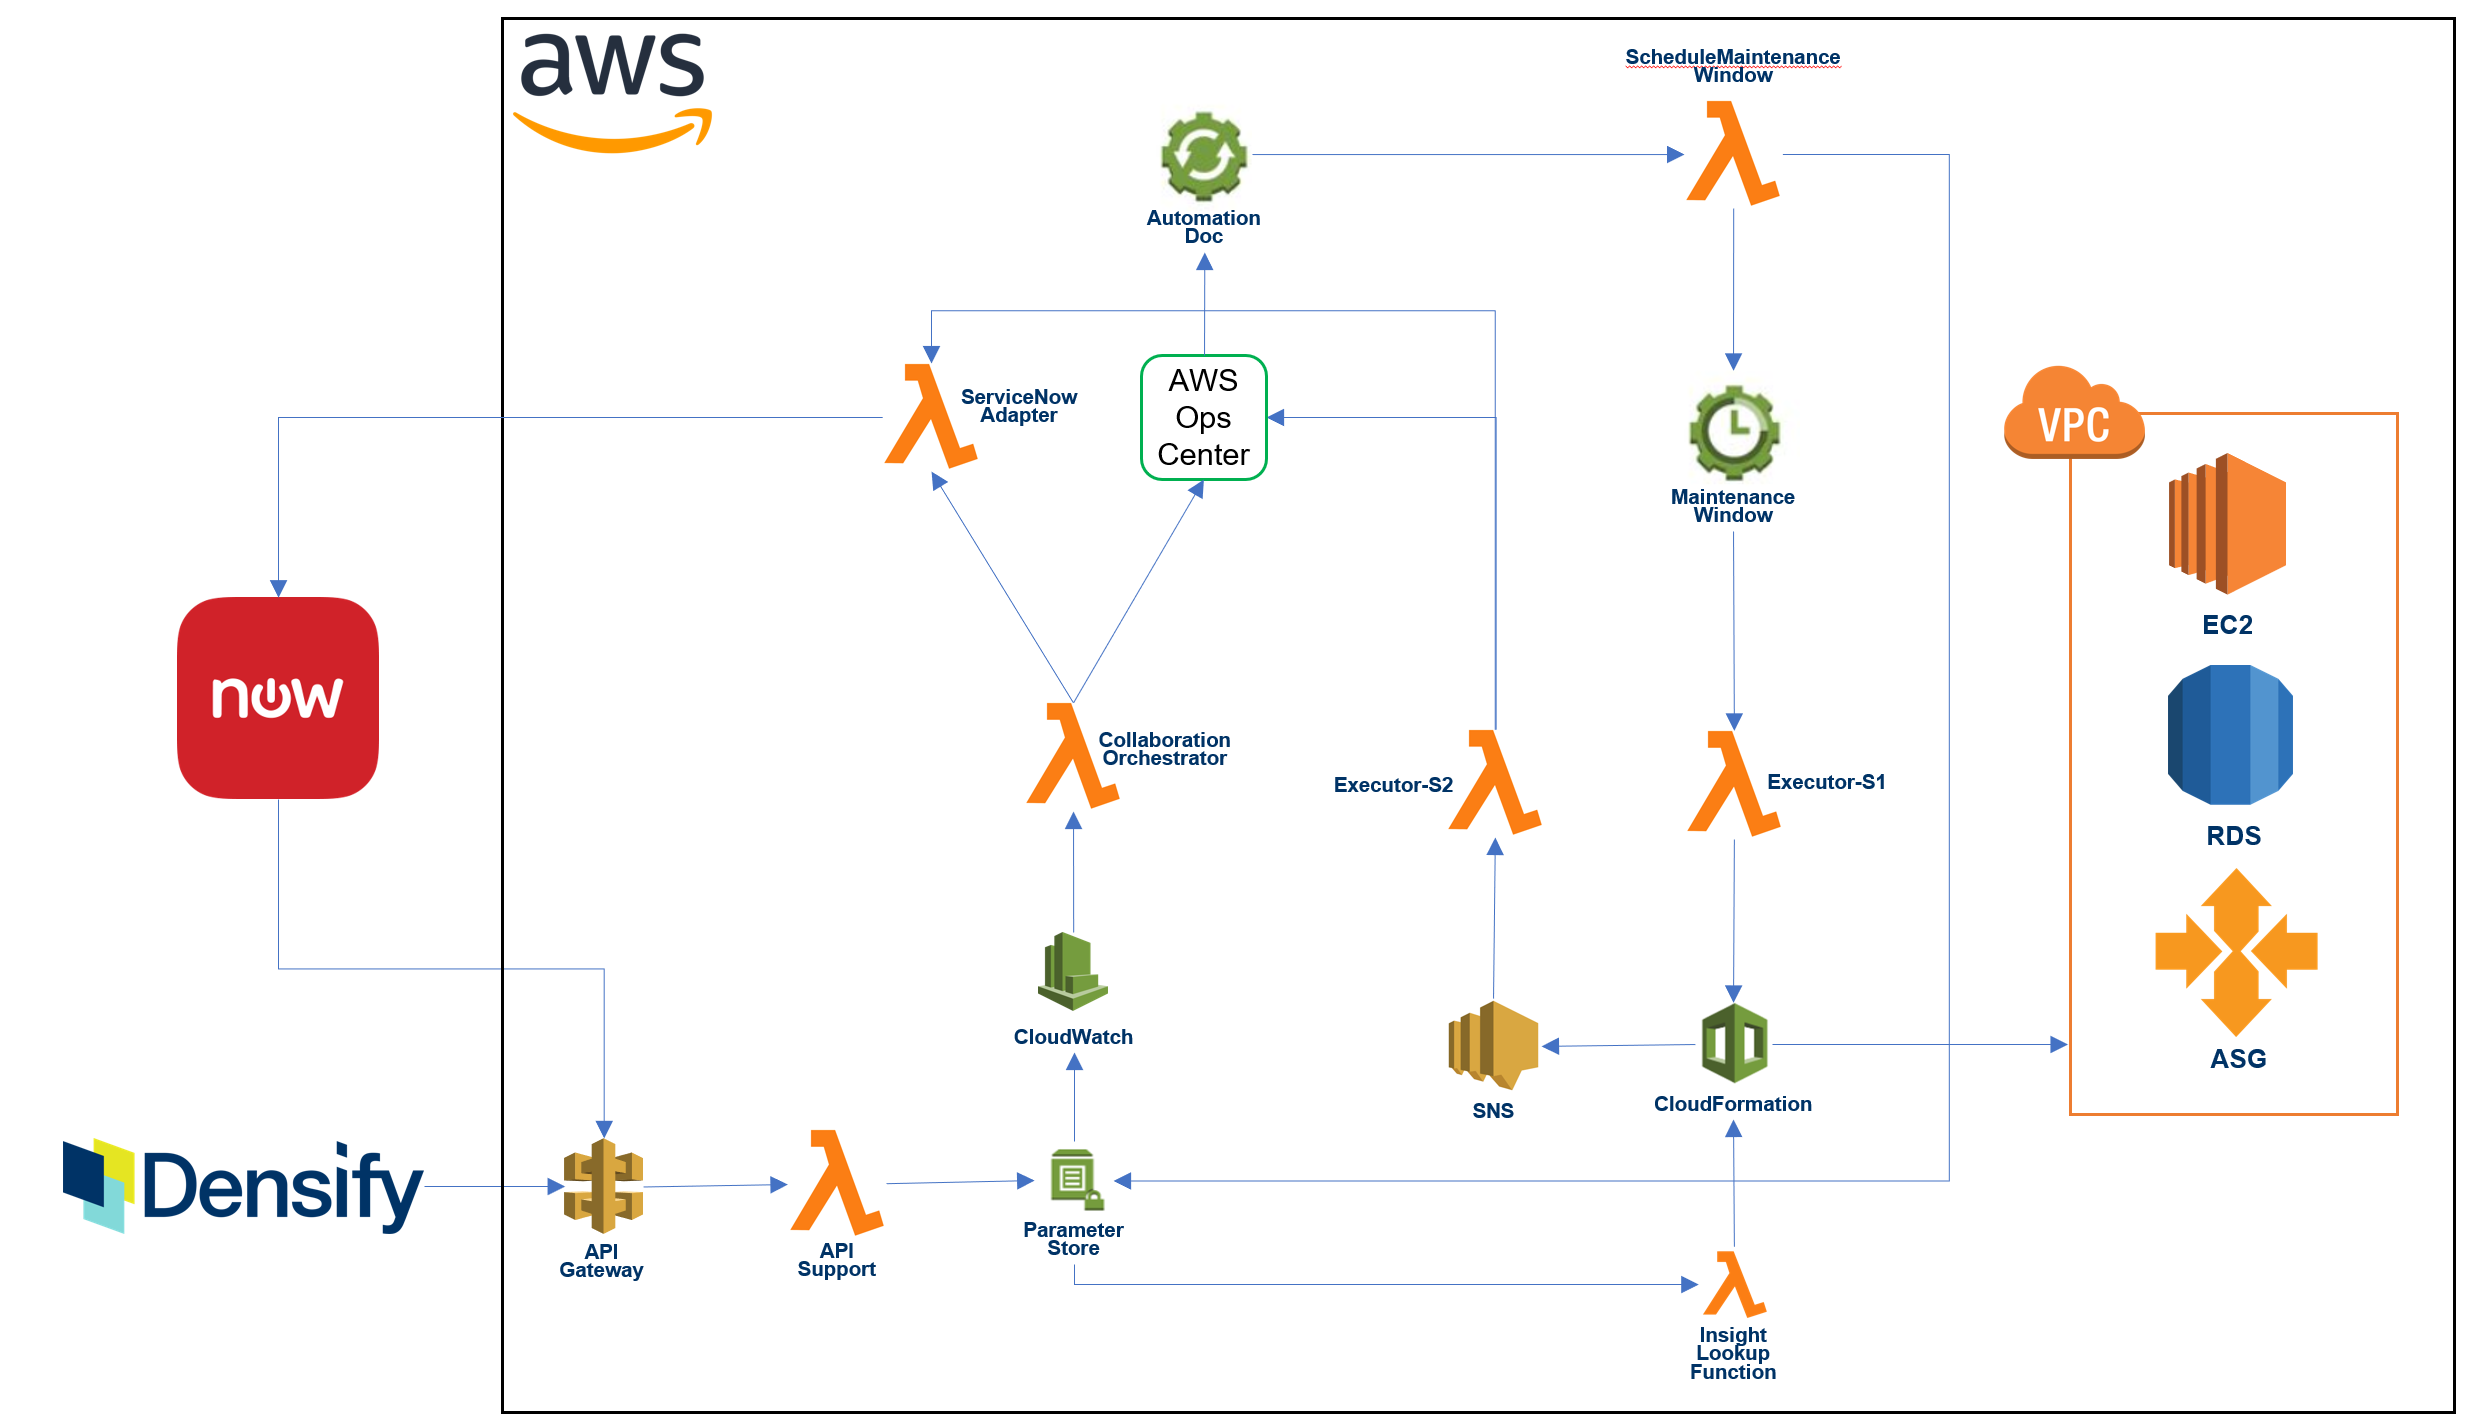 aws
ScheduleMaintenance
Window
Automation
Doc
ServiceNow
Adapter
AWS
Ops
Center
VPC
Maintenance
Window
EC2
now
Collaboration
Orchestrator
Executor-S2
Executor-S1
RDS
CloudWatch
SNS
CloudFormation
ASG
Densify
API
Gateway
API
Support
Parameter
Store
Insight
Lookup
Function